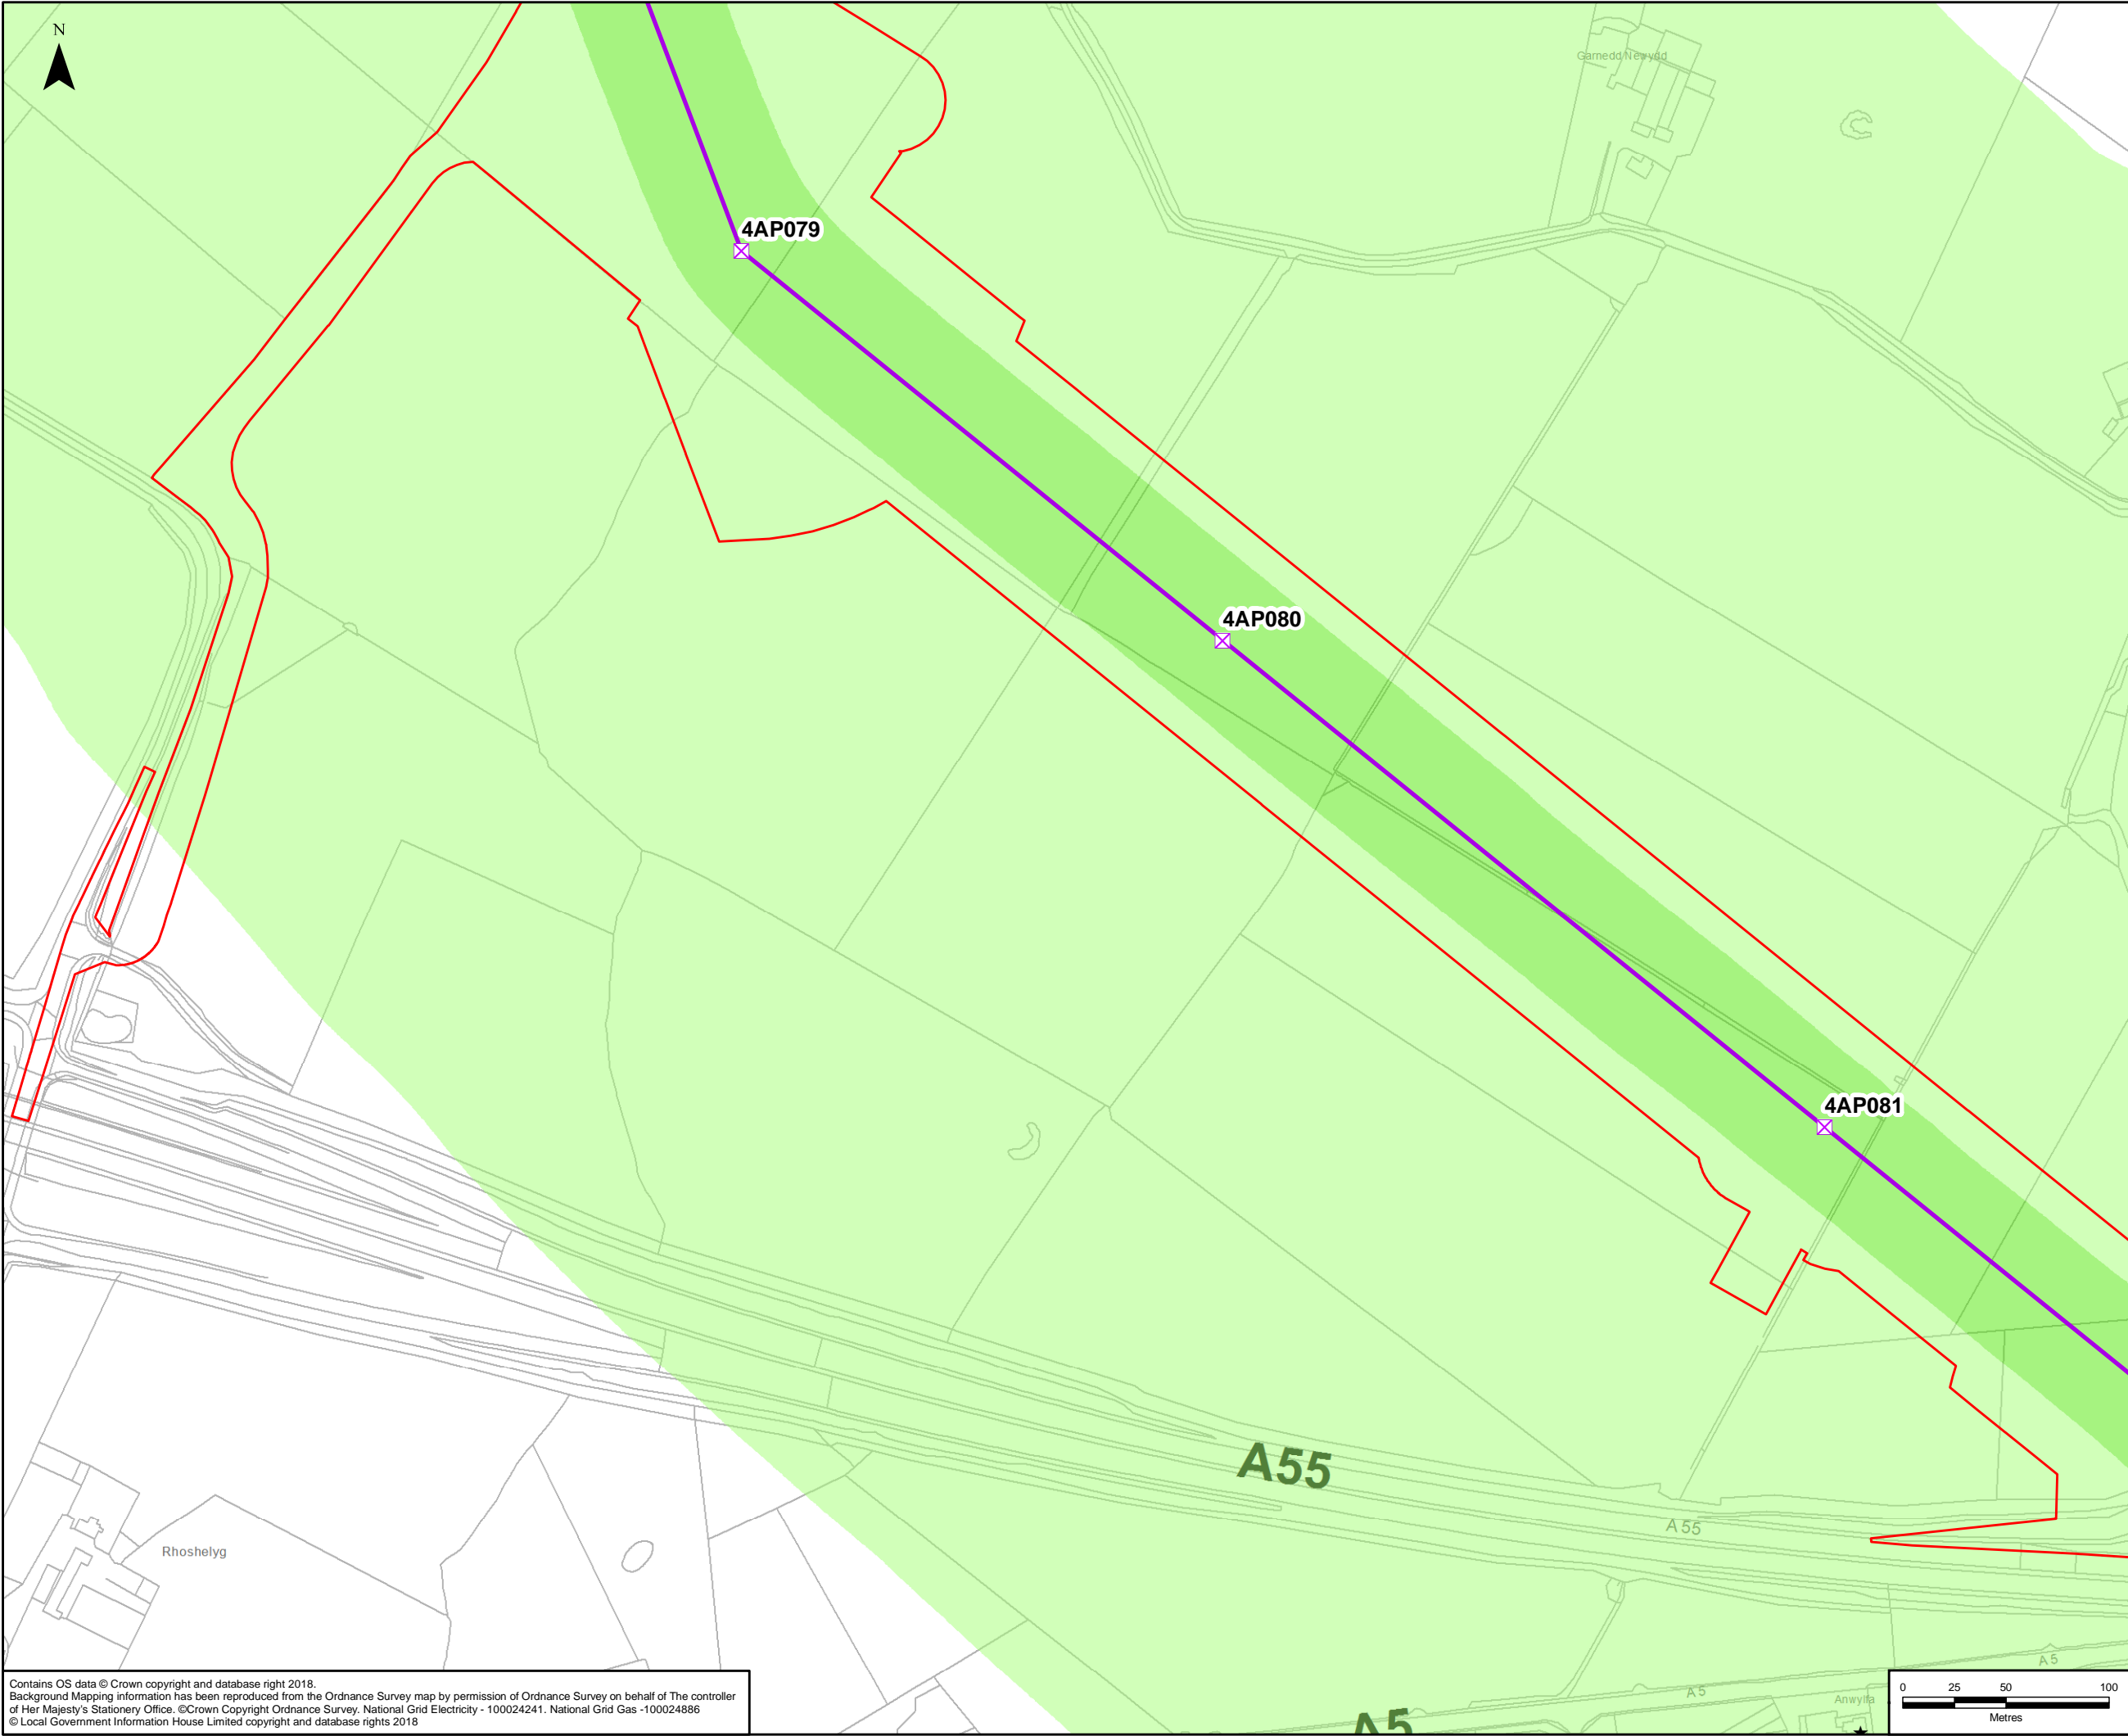 N
Garnedd Newydd
4AP079
4AP080
4AP081
A55
A 55
Rhoshelyg
A 5
A 5
Anwylfa
A5
Contains OS data © Crown copyright and database right 2018.
Background Mapping information has been reproduced from the Ordnance Survey map by permission of Ordnance Survey on behalf of The controller
of Her Majesty's Stationery Office. ©Crown Copyright Ordnance Survey. National Grid Electricity - 100024241. National Grid Gas -100024886
© Local Government Information House Limited copyright and database rights 2018
0 25 50 100
Metres